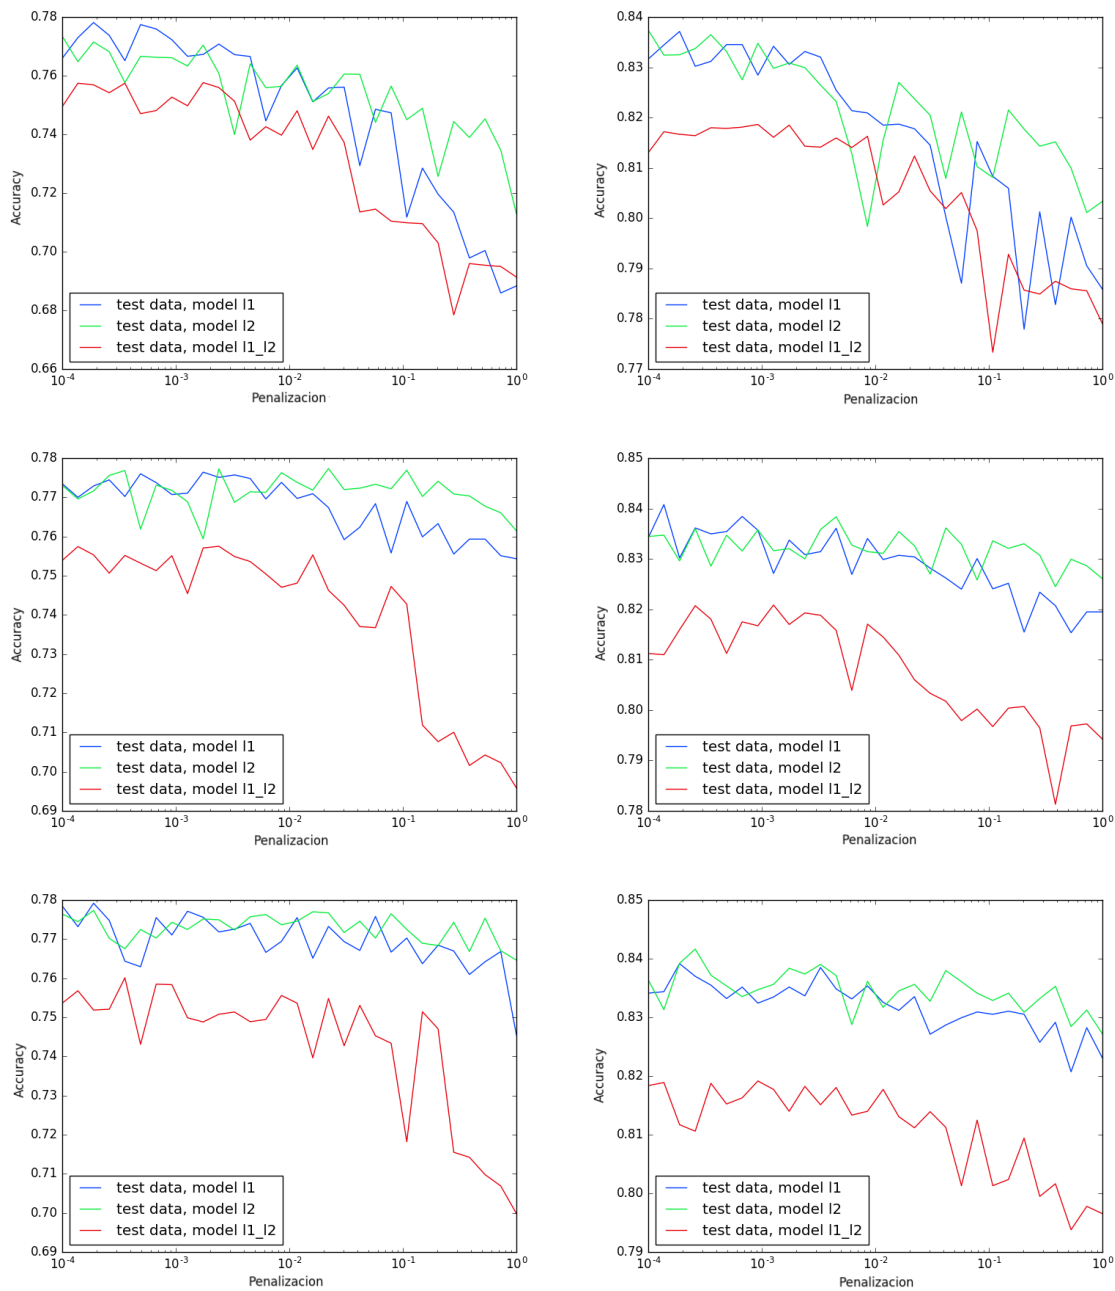 0.78
0.76
0.74
0.72
0.70
0.68
0.66
Accuracy
test data, model l1
test data, model l2
test data, model l1_l2
10-4 10-3 10-2 10-1 100
Penalizacion
0.84
0.83
0.82
0.81
0.80
0.79
0.78
0.77
Accuracy
test data, model l1
test data, model l2
test data, model l1_l2
10-4 10-3 10-2 10-1 100
Penalizacion
0.78
0.77
0.76
0.75
0.74
0.73
0.72
0.71
0.70
0.69
Accuracy
test data, model l1
test data, model l2
test data, model l1_l2
10-4 10-3 10-2 10-1 100
Penalizacion
0.85
0.84
0.83
0.82
0.81
0.80
0.79
0.78
Accuracy
test data, model l1
test data, model l2
test data, model l1_l2
10-4 10-3 10-2 10-1 100
Penalizacion
0.78
0.77
0.76
0.75
0.74
0.73
0.72
0.71
0.70
0.69
Accuracy
test data, model l1
test data, model l2
test data, model l1_l2
10-4 10-3 10-2 10-1 100
Penalizacion
0.85
0.84
0.83
0.82
0.81
0.80
0.79
Accuracy
test data, model l1
test data, model l2
test data, model l1_l2
10-4 10-3 10-2 10-1 100
Penalizacion